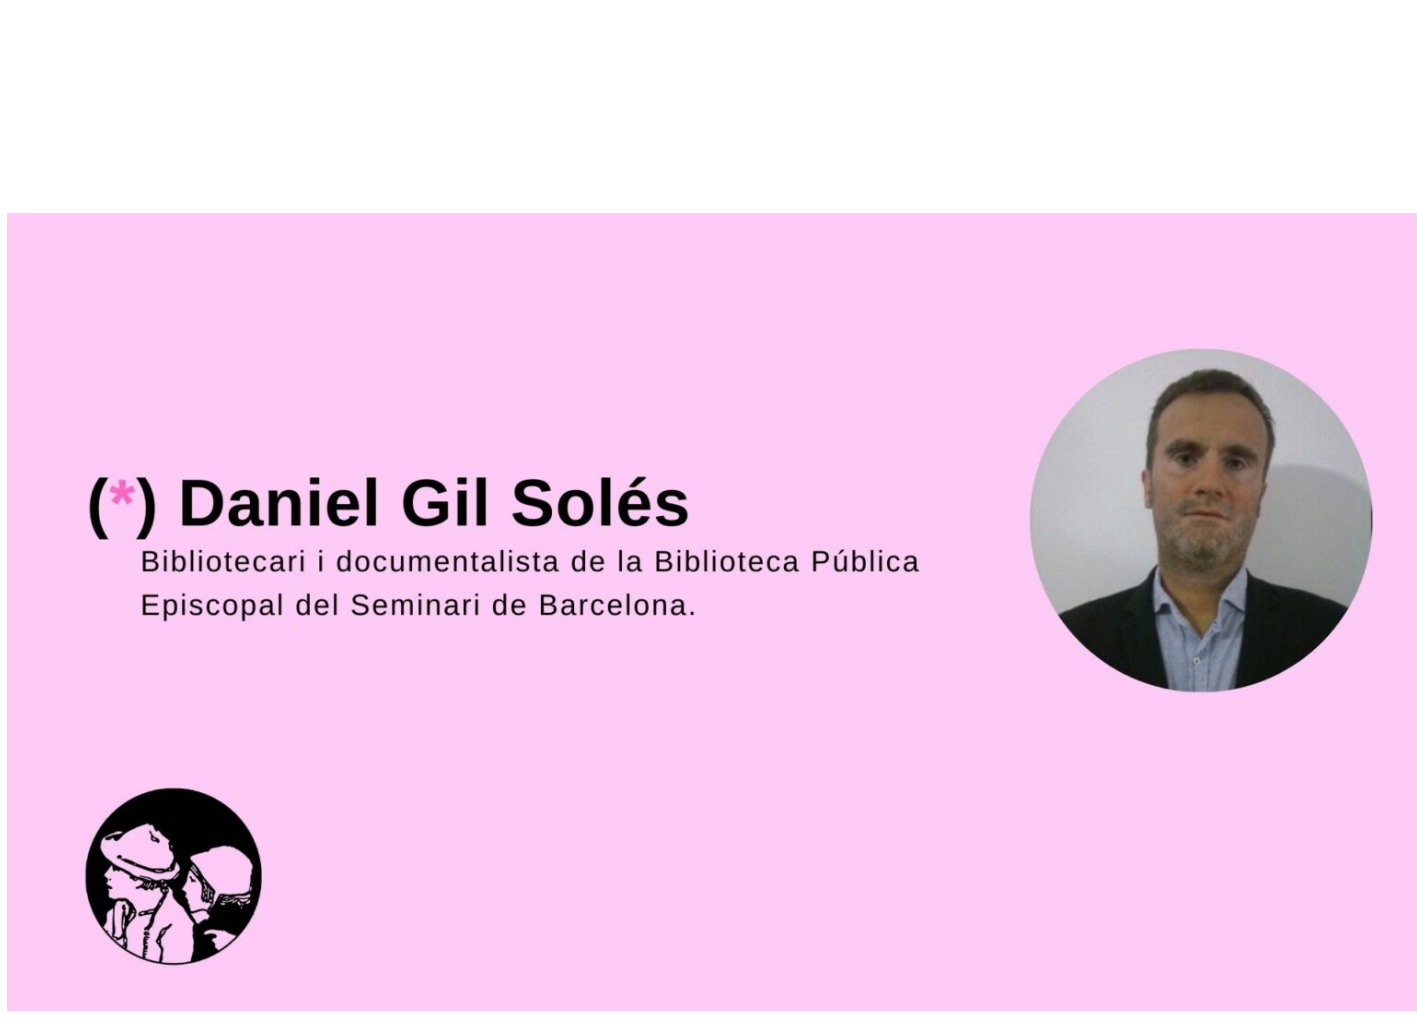 (*) Daniel Gil Solés
Bibliotecari i documentalista de la Biblioteca Pública
Episcopal del Seminari de Barcelona.